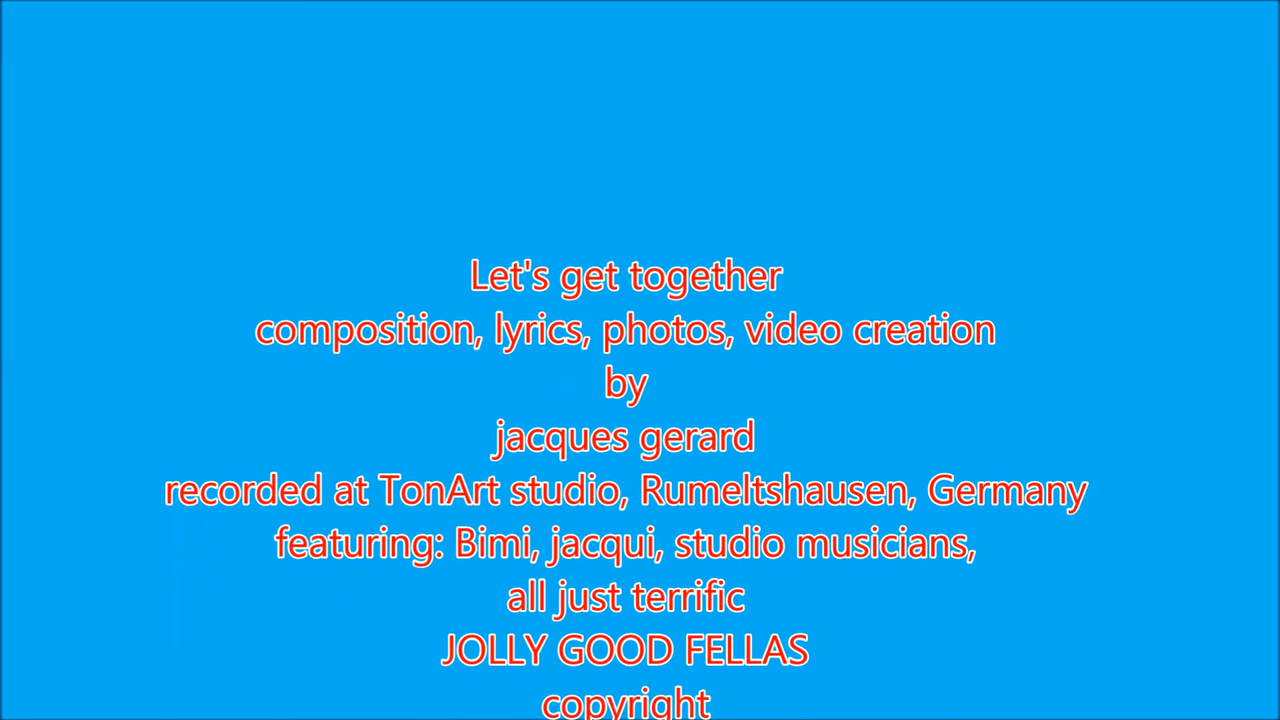 Let's get together
composition, lyrics, photos, video creation
by
jacques gerard
recorded at TonArt studio, Rumeltshausen, Germany
featuring: Bimi, jacqui, studio musicians,
all just terrific
JOLLY GOOD FELLAS
copyright